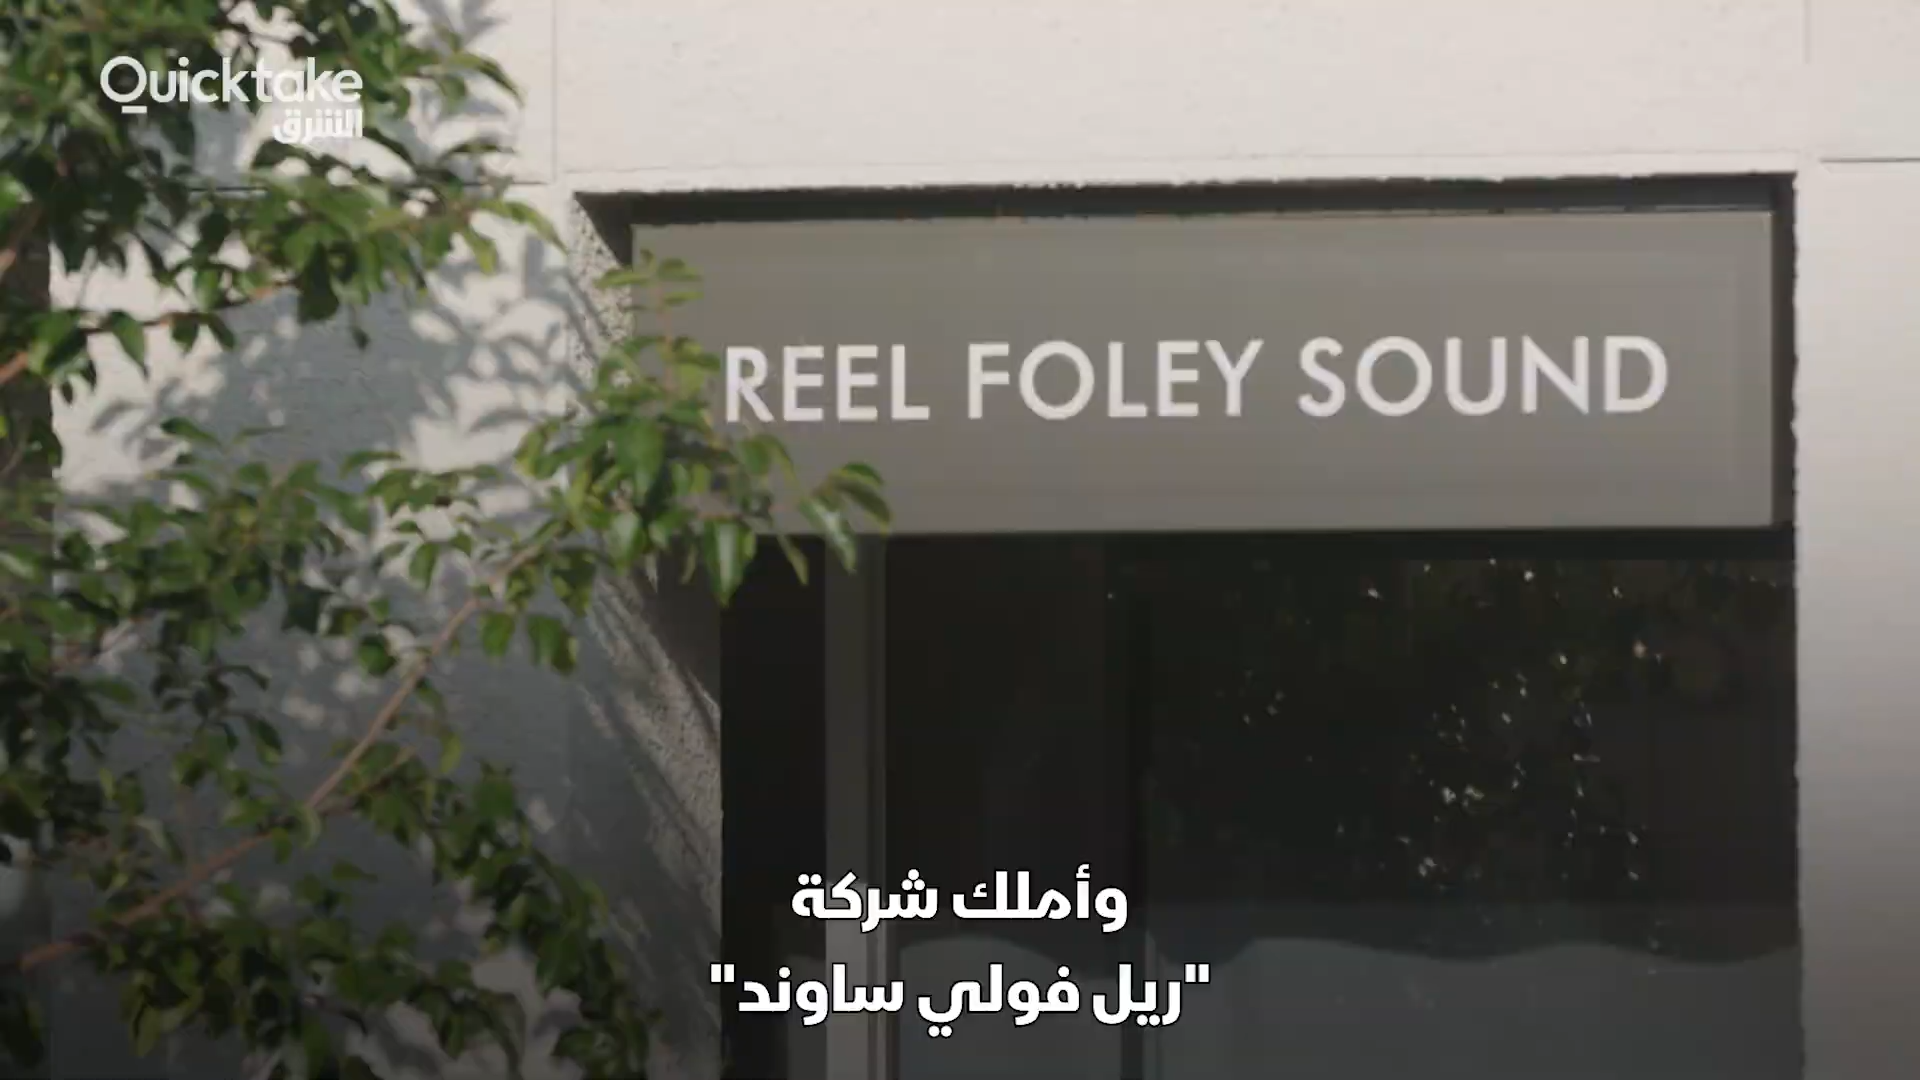 Quicktake
الشرق
REEL FOLEY SOUND
وأملك شركة
"ريل فولي ساوند"